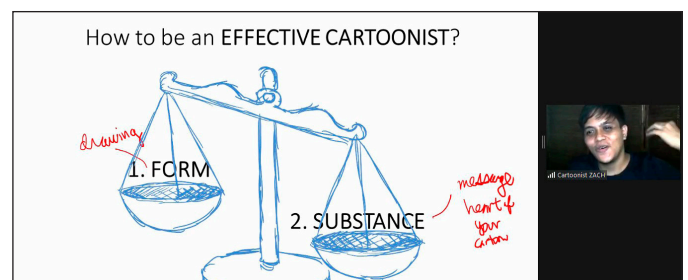 How to be an EFFECTIVE CARTOONIST?
drawing
1. FORM
2. SUBSTANCE
message
heart of
your
cartoon
Cartoonist ZACH